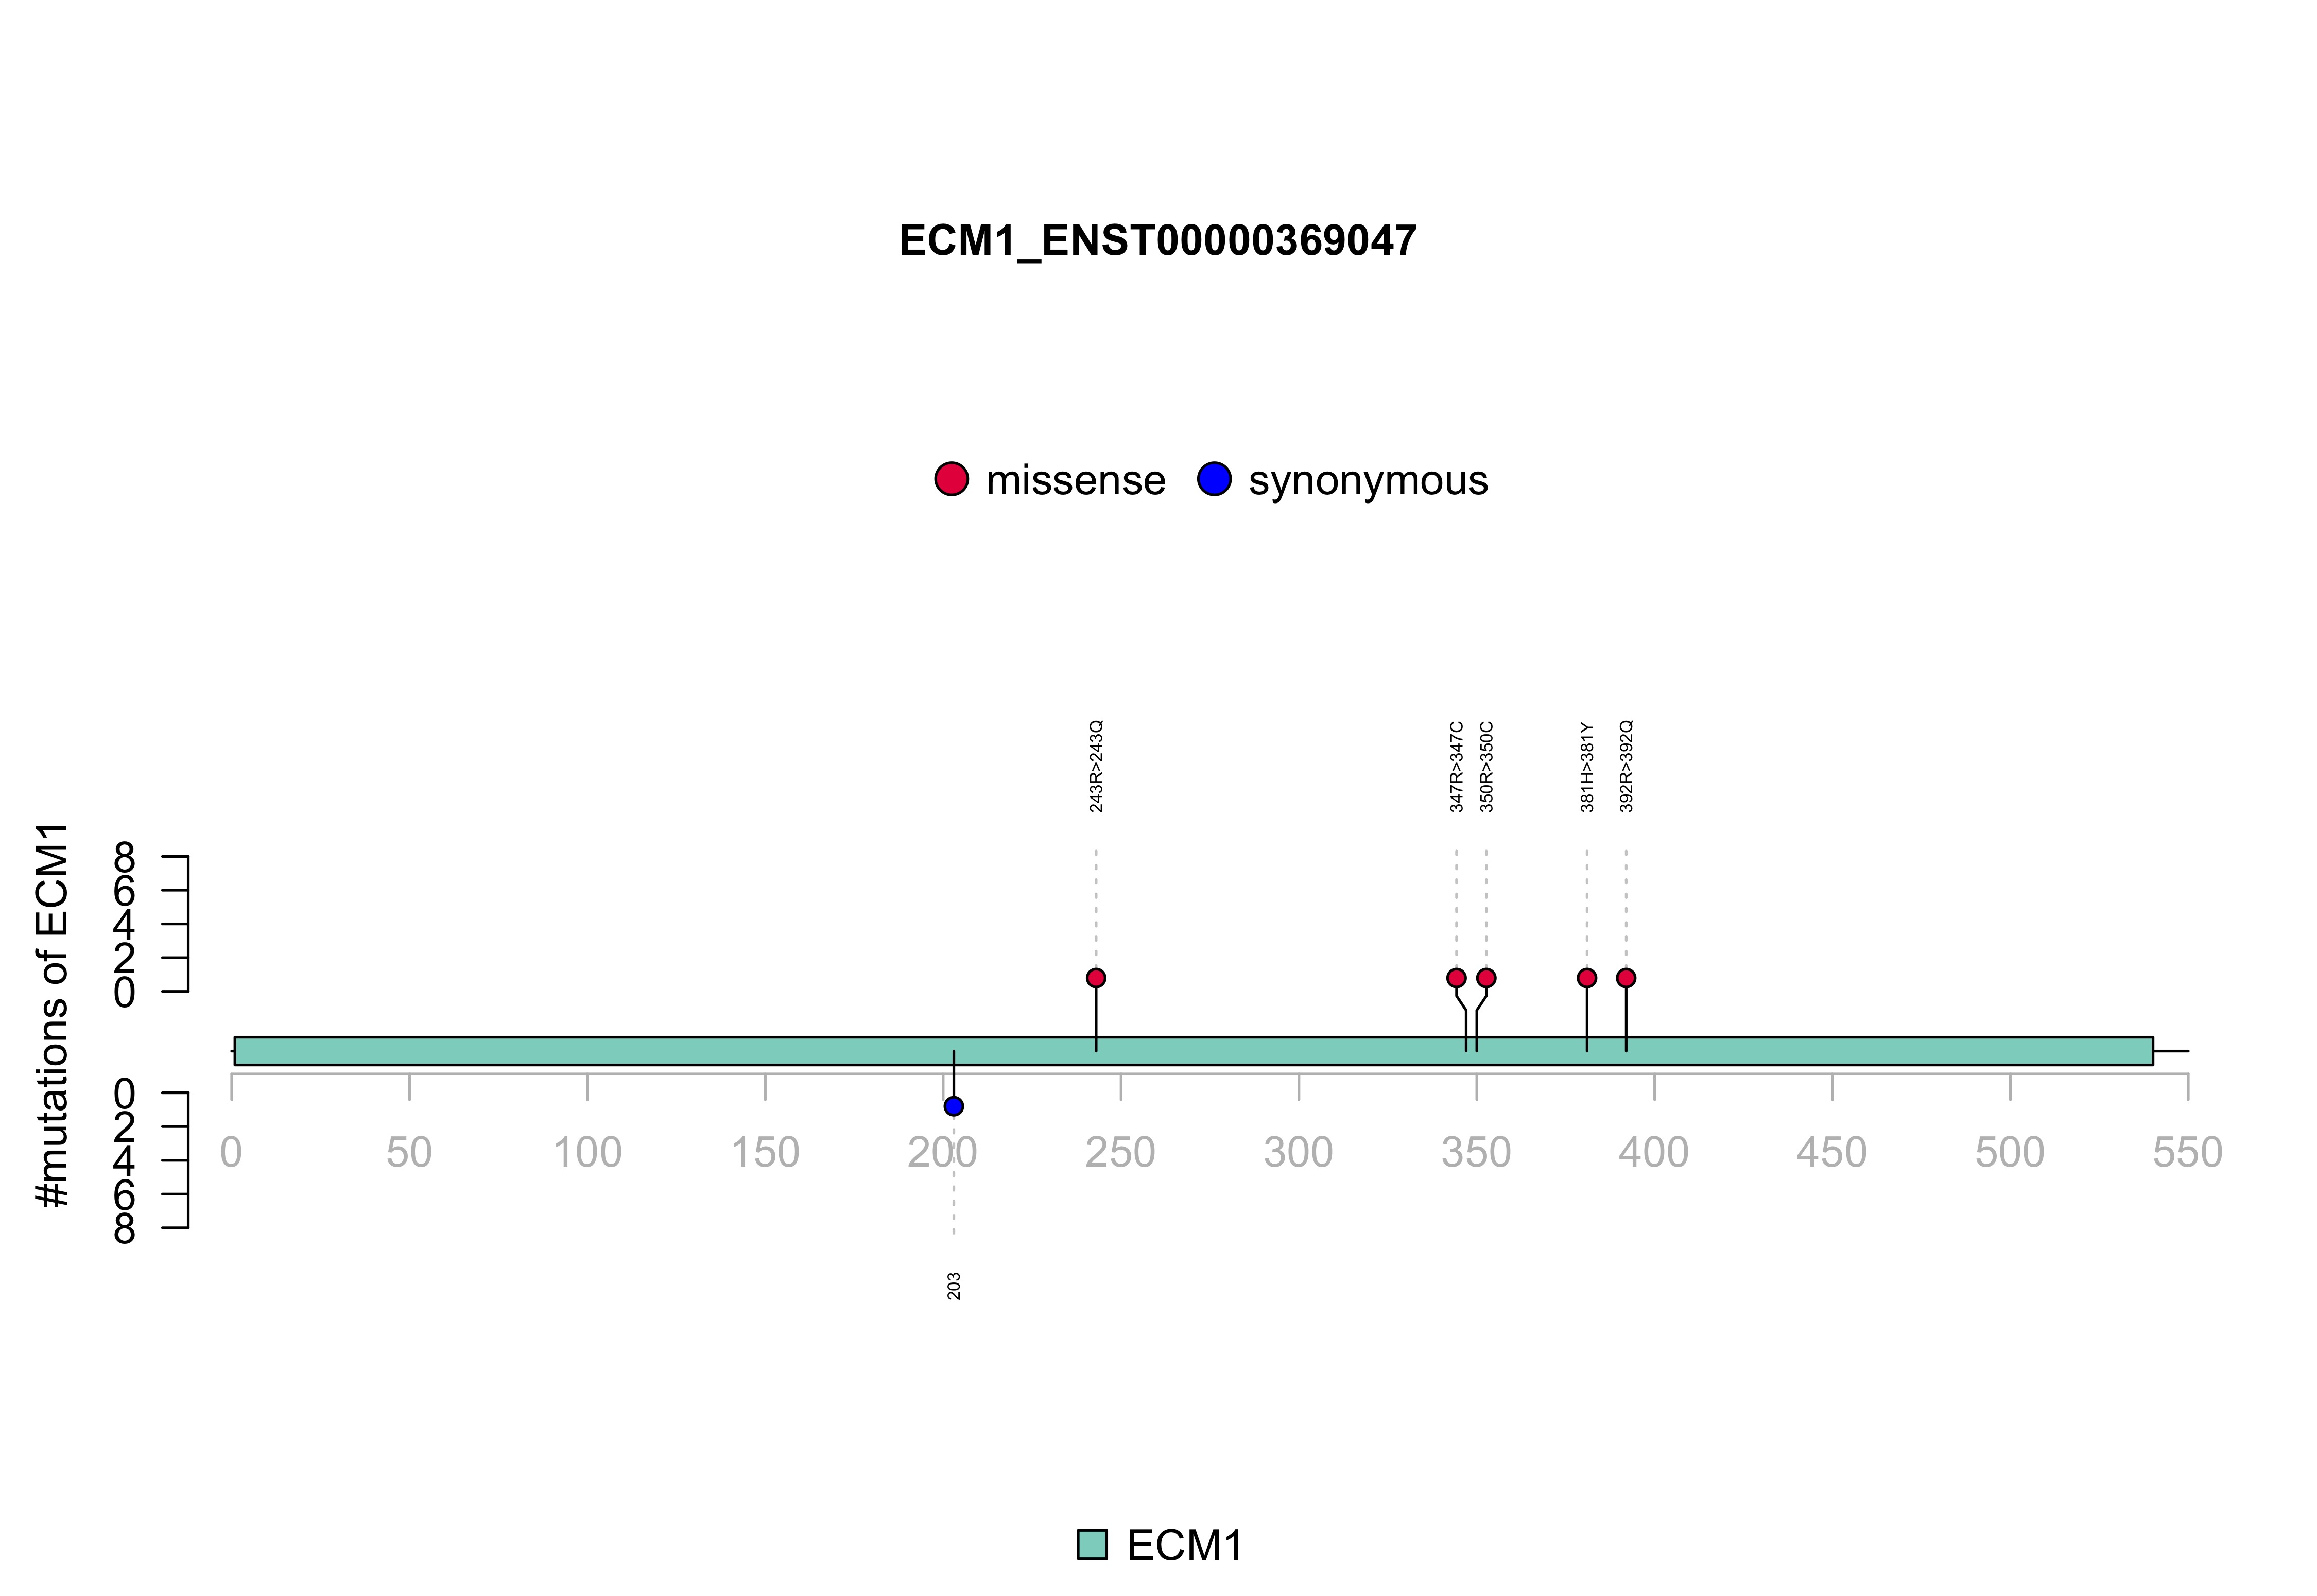 ECM1_ENST00000369047
missense synonymous
243R>243Q
347R>347C
350R>350C
381H>381Y
392R>392Q
#mutations of ECM1
8
6
4
2
0
0
2
4
6
8
0 50 100 150 200 250 300 350 400 450 500 550
203
ECM1